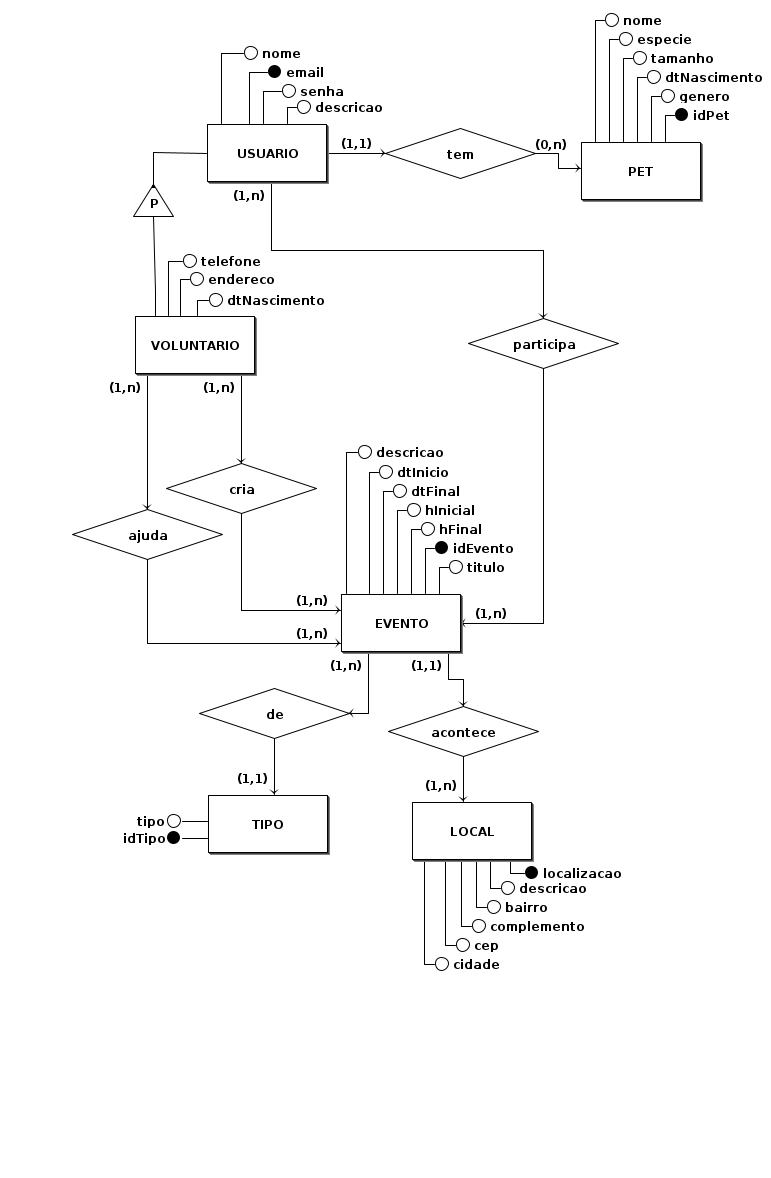 nome
especie
tamanho
dtNascimento
genero
idPet
nome
email
senha
descricao
USUARIO
(1,1)
tem
(0,n)
PET
(1,n)
P
telefone
endereco
dtNascimento
VOLUNTARIO
participa
(1,n)
(1,n)
descricao
dtInicio
dtFinal
hInicial
hFinal
idEvento
titulo
cria
ajuda
(1,n)
(1,n)
EVENTO
(1,n)
(1,n)
(1,1)
de
acontece
(1,1)
(1,n)
tipo
idTipo
TIPO
LOCAL
localizacao
descricao
bairro
complemento
cep
cidade